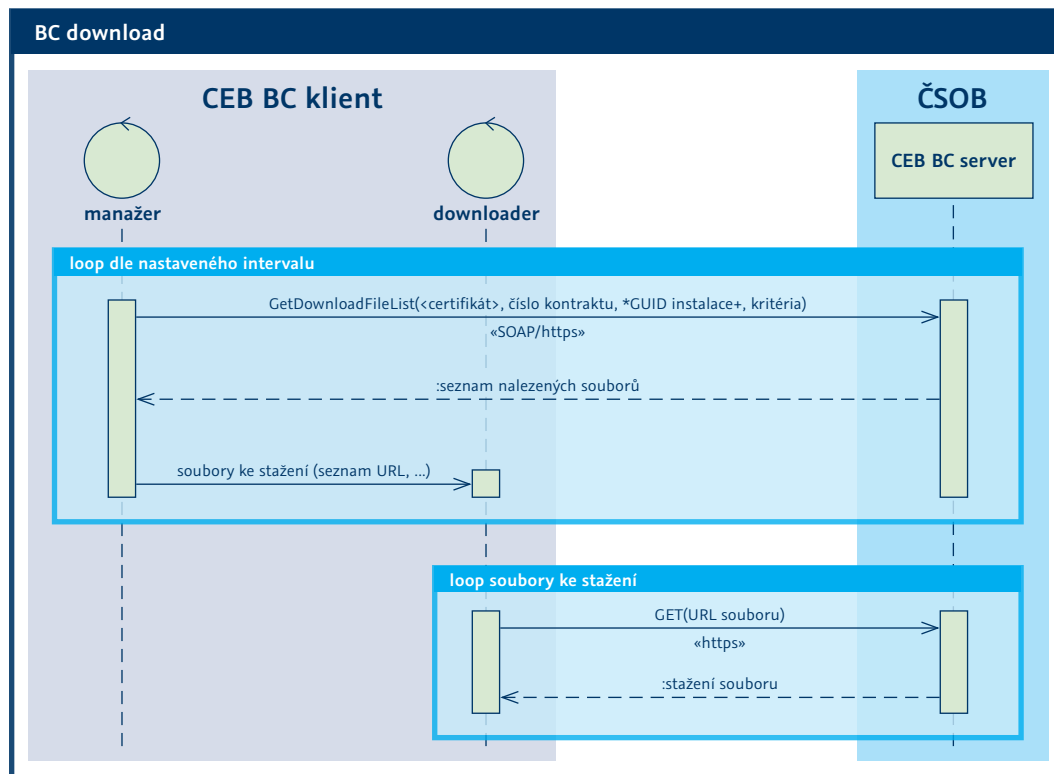 BC download
CEB BC klient
ČSOB
CEB BC server
manažer
downloader
loop dle nastaveného intervalu
GetDownloadFileList(<certifikát>, číslo kontraktu, *GUID instalace+, kritéria)
«SOAP/https»
:seznam nalezených souborů
soubory ke stažení (seznam URL, ...)
loop soubory ke stažení
GET(URL souboru)
«https»
:stažení souboru